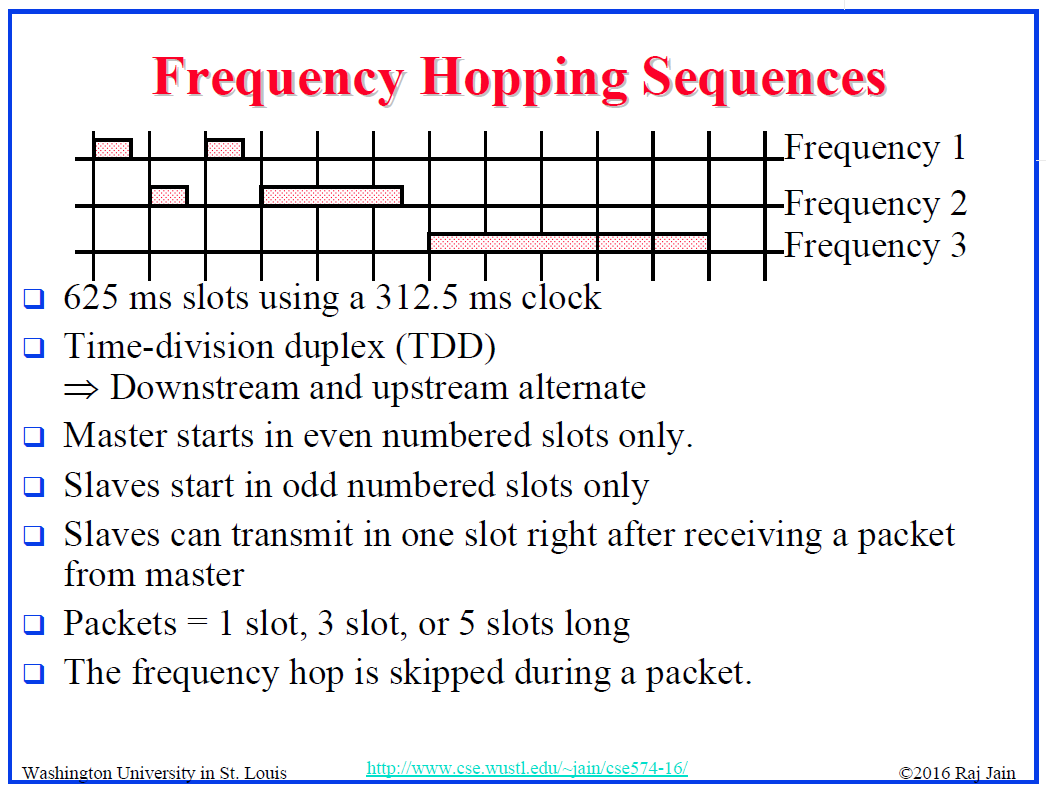 Frequency Hopping Sequences
Frequency 1
Frequency 2
Frequency 3
❑ 625 ms slots using a 312.5 ms clock
❑ Time-division duplex (TDD)
⇒ Downstream and upstream alternate
❑ Master starts in even numbered slots only.
❑ Slaves start in odd numbered slots only
❑ Slaves can transmit in one slot right after receiving a packet
from master
❑ Packets = 1 slot, 3 slot, or 5 slots long
❑ The frequency hop is skipped during a packet.
Washington University in St. Louis
http://www.cse.wustl.edu/~jain/cse574-16/
©2016 Raj Jain